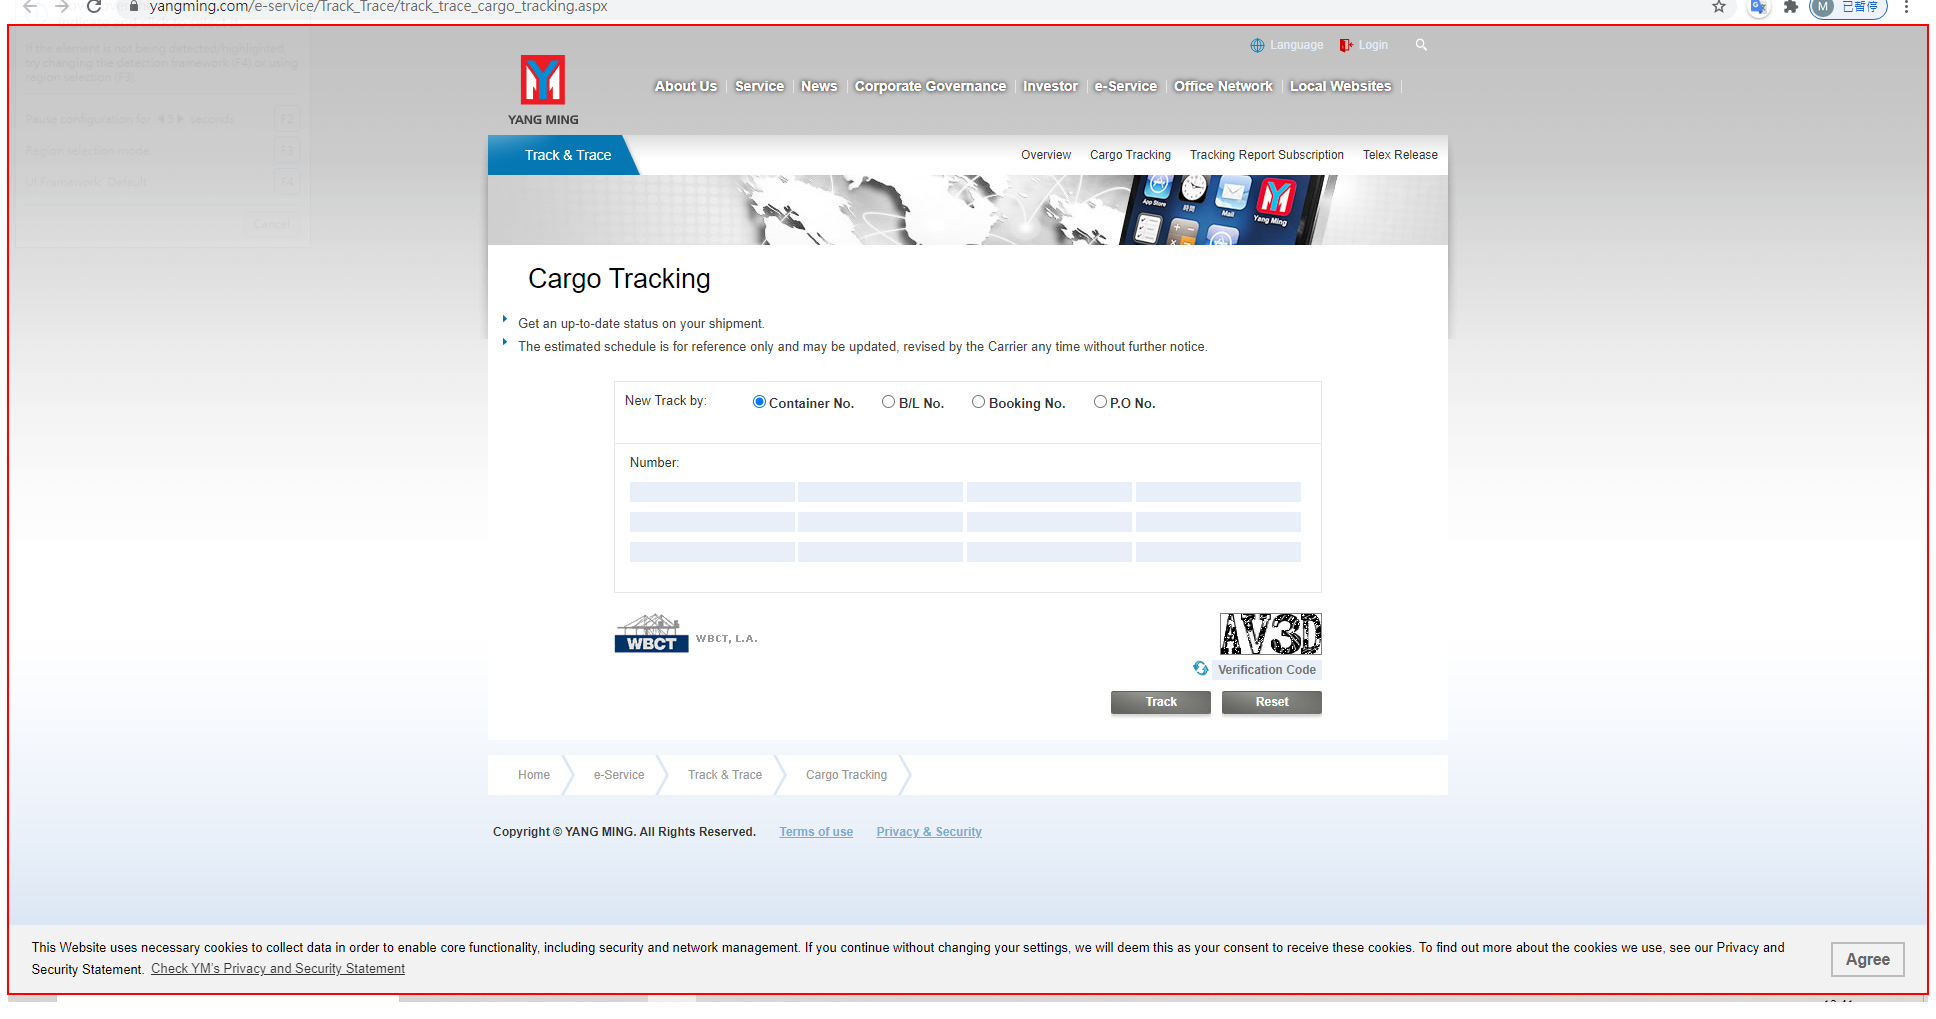 yangming.com/e-service/Track_Trace/track_trace_cargo_tracking.aspx
M 已暫停
If the element is not being detected/highlighted,
try changing the detection framework (F4) or using
region selection (F3).
Pause configuration for 5 seconds F2
Region selection mode F3
UI Framework: Default F4
Cancel
Language Login
YANG MING
About Us Service News Corporate Governance Investor e-Service Office Network Local Websites
Track & Trace
Overview Cargo Tracking Tracking Report Subscription Telex Release
App Store 時間 Mail Yang Ming
Cargo Tracking
Get an up-to-date status on your shipment.
The estimated schedule is for reference only and may be updated, revised by the Carrier any time without further notice.
New Track by: Container No. B/L No. Booking No. P.O No.
Number:
WBCT WBCT, L.A.
AV3D
Verification Code
Track Reset
Home e-Service Track & Trace Cargo Tracking
Copyright © YANG MING. All Rights Reserved. Terms of use Privacy & Security
This Website uses necessary cookies to collect data in order to enable core functionality, including security and network management. If you continue without changing your settings, we will deem this as your consent to receive these cookies. To find out more about the cookies we use, see our Privacy and
Security Statement. Check YM's Privacy and Security Statement
Agree